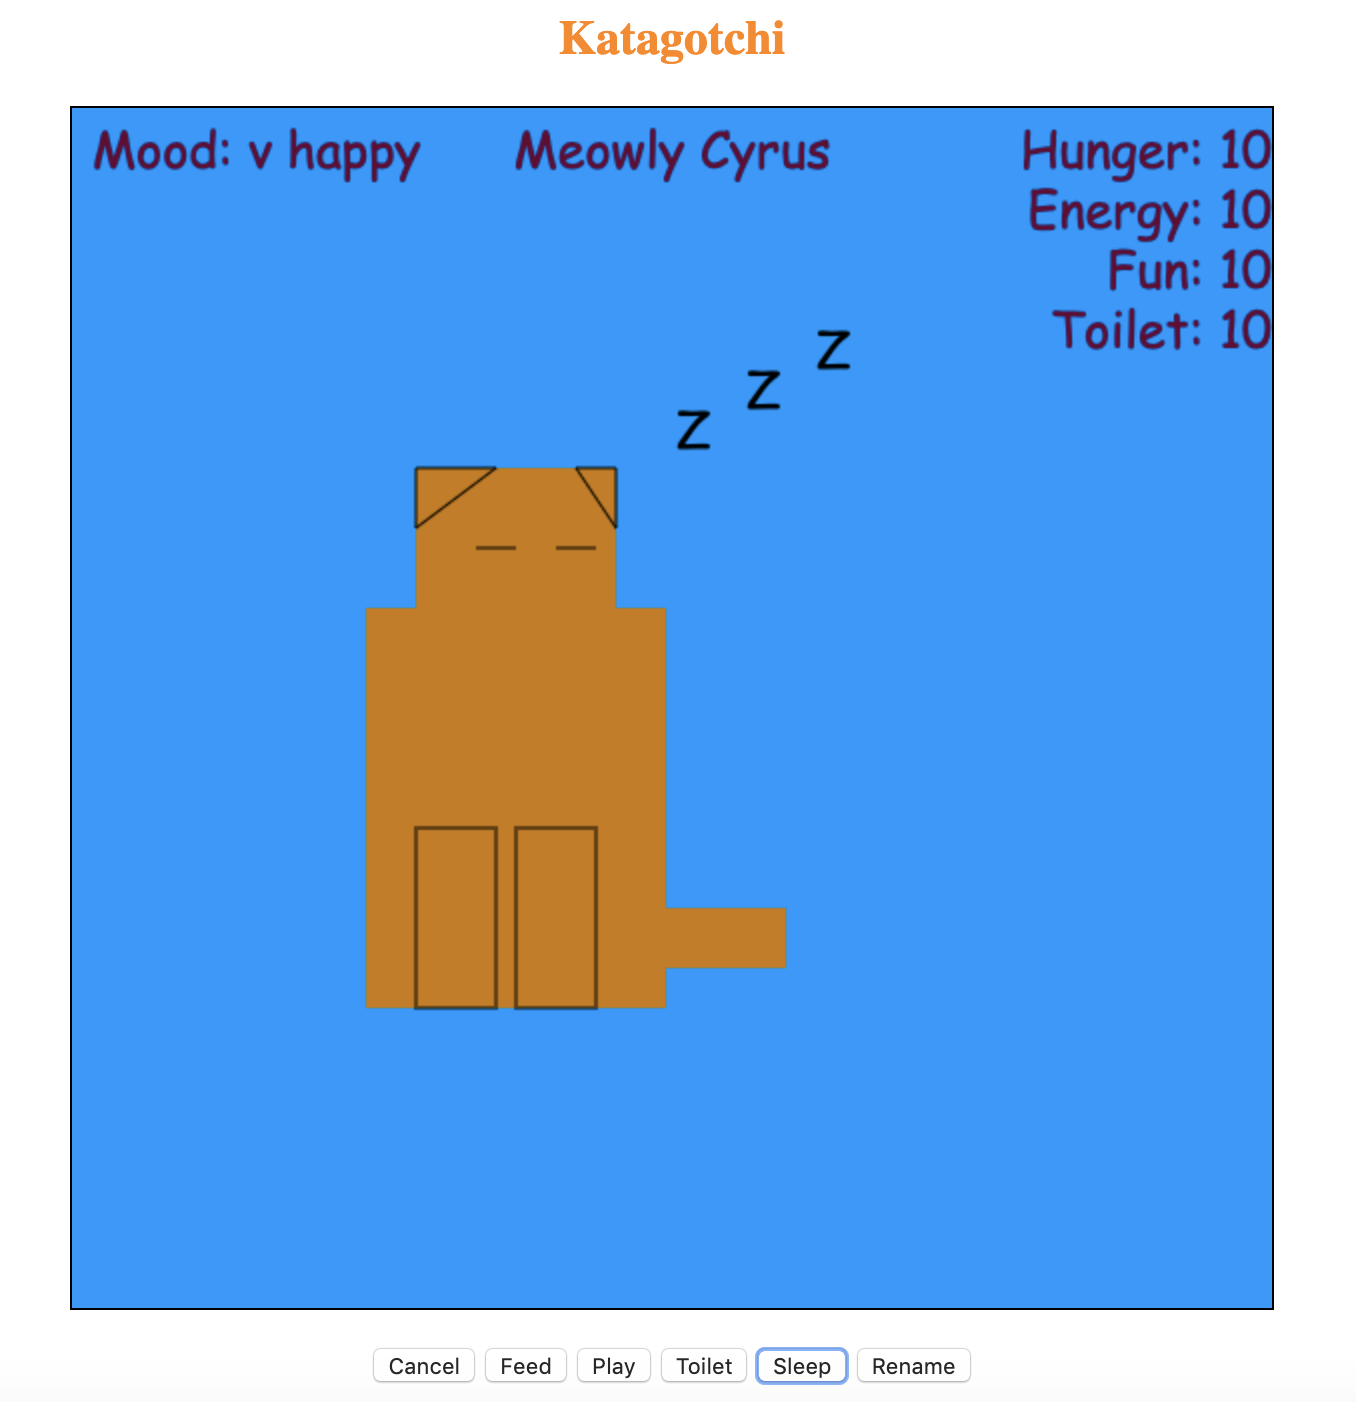 Katagotchi
Mood: v happy
Meowly Cyrus
Hunger: 10
Energy: 10
Fun: 10
Toilet: 10
z z z
Cancel
Feed
Play
Toilet
Sleep
Rename